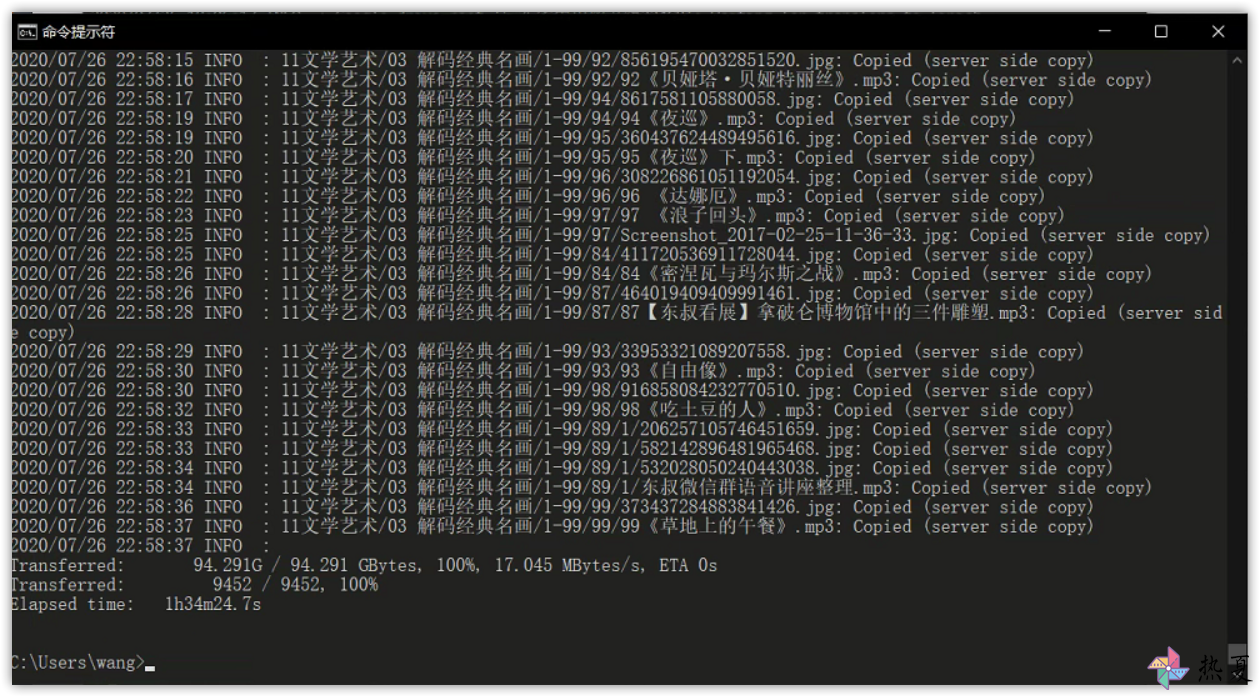 命令提示符
2020/07/26 22:58:15 INFO  : 11文学艺术/03 解码经典名画/1-99/92/856195470032851520.jpg: Copied (server side copy)
2020/07/26 22:58:16 INFO  : 11文学艺术/03 解码经典名画/1-99/92/92《贝娅塔·贝娅特丽丝》.mp3: Copied (server side copy)
2020/07/26 22:58:17 INFO  : 11文学艺术/03 解码经典名画/1-99/94/8617581105880058.jpg: Copied (server side copy)
2020/07/26 22:58:19 INFO  : 11文学艺术/03 解码经典名画/1-99/94/94《夜巡》.mp3: Copied (server side copy)
2020/07/26 22:58:19 INFO  : 11文学艺术/03 解码经典名画/1-99/95/360437624489495616.jpg: Copied (server side copy)
2020/07/26 22:58:20 INFO  : 11文学艺术/03 解码经典名画/1-99/95/95《夜巡》下.mp3: Copied (server side copy)
2020/07/26 22:58:21 INFO  : 11文学艺术/03 解码经典名画/1-99/96/308226861051192054.jpg: Copied (server side copy)
2020/07/26 22:58:22 INFO  : 11文学艺术/03 解码经典名画/1-99/96/96 《达娜厄》.mp3: Copied (server side copy)
2020/07/26 22:58:23 INFO  : 11文学艺术/03 解码经典名画/1-99/97/97 《浪子回头》.mp3: Copied (server side copy)
2020/07/26 22:58:25 INFO  : 11文学艺术/03 解码经典名画/1-99/97/Screenshot_2017-02-25-11-36-33.jpg: Copied (server side copy)
2020/07/26 22:58:25 INFO  : 11文学艺术/03 解码经典名画/1-99/84/411720536911728044.jpg: Copied (server side copy)
2020/07/26 22:58:26 INFO  : 11文学艺术/03 解码经典名画/1-99/84/84《密涅瓦与玛尔斯之战》.mp3: Copied (server side copy)
2020/07/26 22:58:26 INFO  : 11文学艺术/03 解码经典名画/1-99/87/464019409409991461.jpg: Copied (server side copy)
2020/07/26 22:58:28 INFO  : 11文学艺术/03 解码经典名画/1-99/87/87【东叔看展】拿破仑博物馆中的三件雕塑.mp3: Copied (server sid
e copy)
2020/07/26 22:58:29 INFO  : 11文学艺术/03 解码经典名画/1-99/93/33953321089207558.jpg: Copied (server side copy)
2020/07/26 22:58:30 INFO  : 11文学艺术/03 解码经典名画/1-99/93/93《自由像》.mp3: Copied (server side copy)
2020/07/26 22:58:30 INFO  : 11文学艺术/03 解码经典名画/1-99/98/916858084232770510.jpg: Copied (server side copy)
2020/07/26 22:58:32 INFO  : 11文学艺术/03 解码经典名画/1-99/98/98《吃土豆的人》.mp3: Copied (server side copy)
2020/07/26 22:58:33 INFO  : 11文学艺术/03 解码经典名画/1-99/89/1/206257105746451659.jpg: Copied (server side copy)
2020/07/26 22:58:33 INFO  : 11文学艺术/03 解码经典名画/1-99/89/1/582142896481965468.jpg: Copied (server side copy)
2020/07/26 22:58:34 INFO  : 11文学艺术/03 解码经典名画/1-99/89/1/532028050240443038.jpg: Copied (server side copy)
2020/07/26 22:58:34 INFO  : 11文学艺术/03 解码经典名画/1-99/89/1/东叔微信群语音讲座整理.mp3: Copied (server side copy)
2020/07/26 22:58:36 INFO  : 11文学艺术/03 解码经典名画/1-99/99/373437284883841426.jpg: Copied (server side copy)
2020/07/26 22:58:37 INFO  : 11文学艺术/03 解码经典名画/1-99/99/99《草地上的午餐》.mp3: Copied (server side copy)
2020/07/26 22:58:37 INFO  :
Transferred:       94.291G / 94.291 GBytes, 100%, 17.045 MBytes/s, ETA 0s
Transferred:         9452 / 9452, 100%
Elapsed time:   1h34m24.7s
C:\Users\wang>
热夏